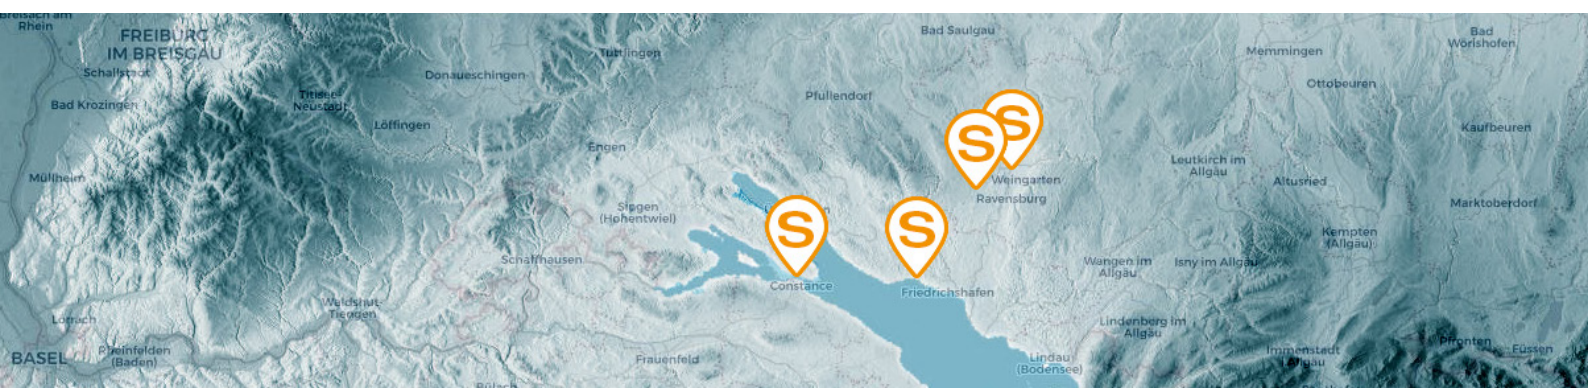 Breisach am
Rhein
FREIBURG
IM BREISGAU
Schallstadt
Bad Krozingen
Müllheim
Titisee-
Neustadt
Löffingen
Donaueschingen
Tuttlingen
Engen
Singen
(Hohentwiel)
Schaffhausen
Waldshut-
Tiengen
Lörrach
BASEL
Rheinfelden
(Baden)
Frauenfeld
Bülach
Bad Saulgau
Pfullendorf
S
S
S
S
Weingarten
Ravensburg
Constance
Friedrichshafen
Memmingen
Bad
Wörishofen
Ottobeuren
Kaufbeuren
Leutkirch im
Allgäu
Altusried
Marktoberdorf
Kempten
(Allgäu)
Wangen im
Allgäu
Isny im Allgäu
Lindenberg im
Allgäu
Lindau
(Bodensee)
Immenstadt
i Allgäu
Pfronten
Füssen